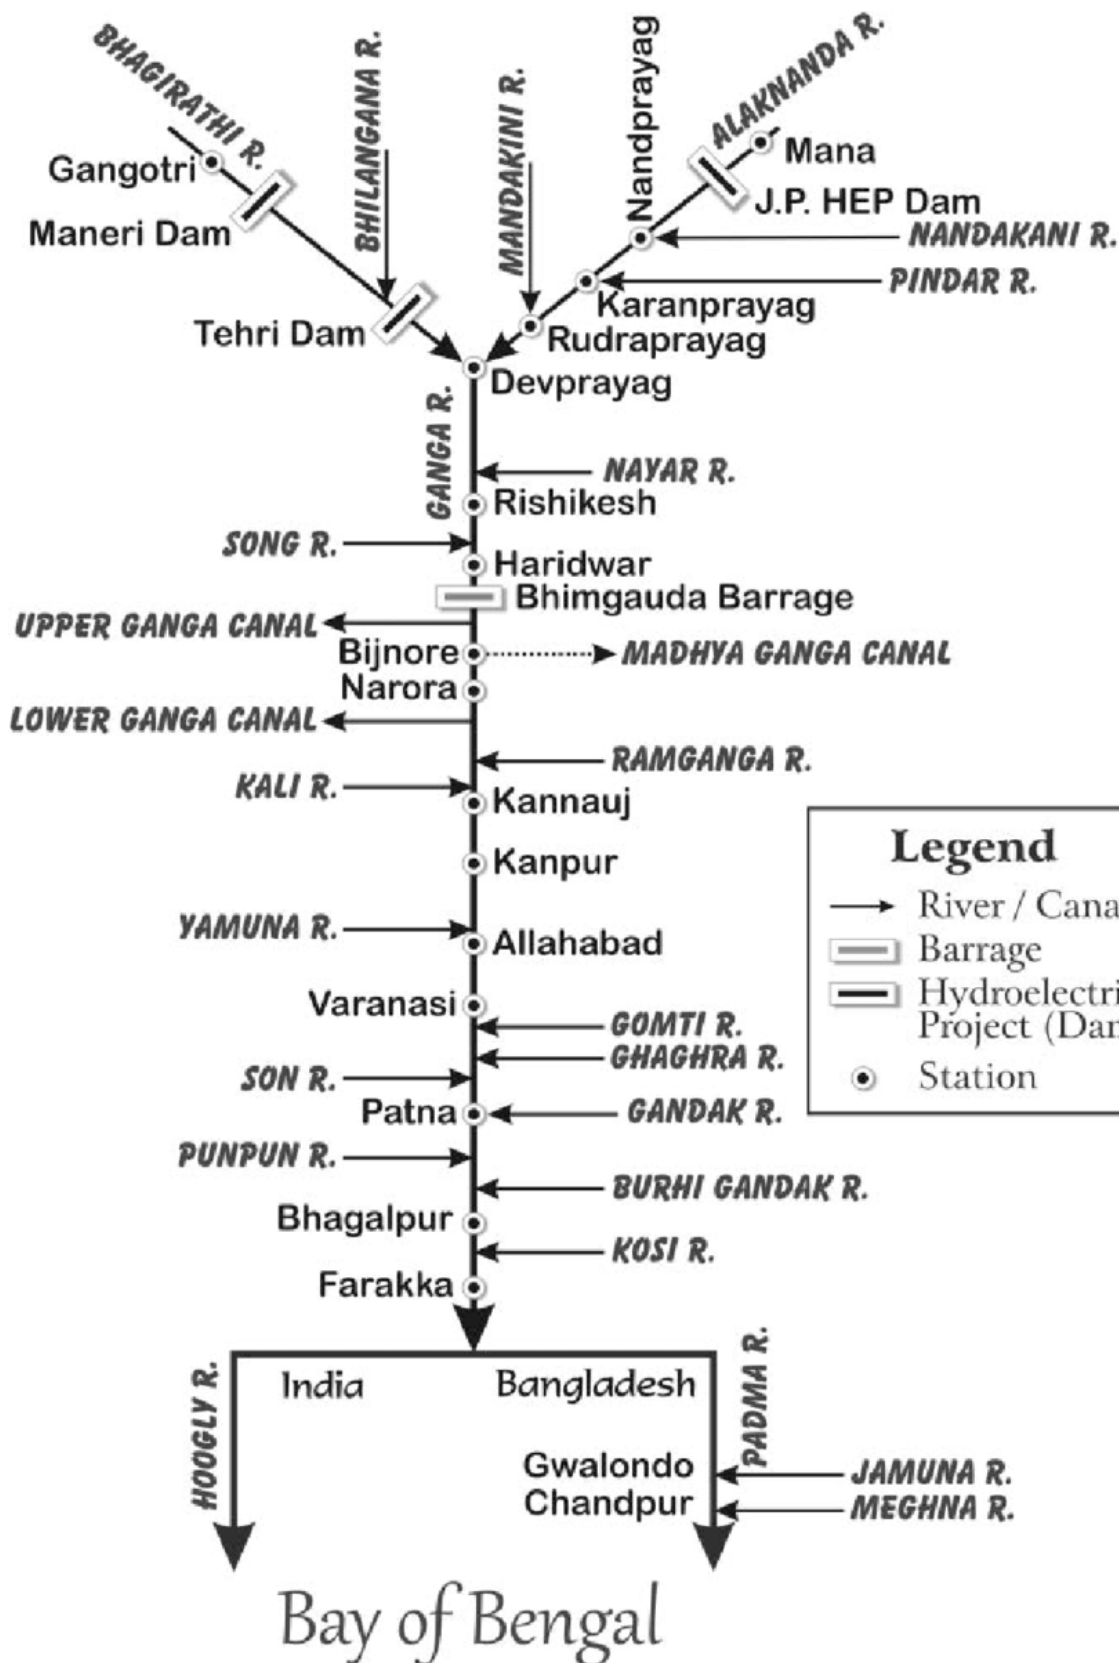 BHAGIRATHI R.
BHILANGANA R.
MANDAKINI R.
Nandprayag
ALAKNANDA R.
Gangotri
Mana
Maneri Dam
J.P. HEP Dam
NANDAKANI R.
PINDAR R.
Karanprayag
Tehri Dam
Rudraprayag
Devprayag
GANGA R.
NAYAR R.
Rishikesh
SONG R.
Haridwar
Bhimgauda Barrage
UPPER GANGA CANAL
Bijnore
MADHYA GANGA CANAL
Narora
LOWER GANGA CANAL
RAMGANGA R.
KALI R.
Kannauj
Kanpur
YAMUNA R.
Allahabad
Varanasi
GOMTI R.
GHAGHRA R.
SON R.
Patna
GANDAK R.
PUNPUN R.
BURHI GANDAK R.
Bhagalpur
KOSI R.
Farakka
Legend
River / Cana
Barrage
Hydroelectri
Project (Dam
Station
HOOGLY R.
India
Bangladesh
PADMA R.
Gwalondo
JAMUNA R.
Chandpur
MEGHNA R.
Bay of Bengal